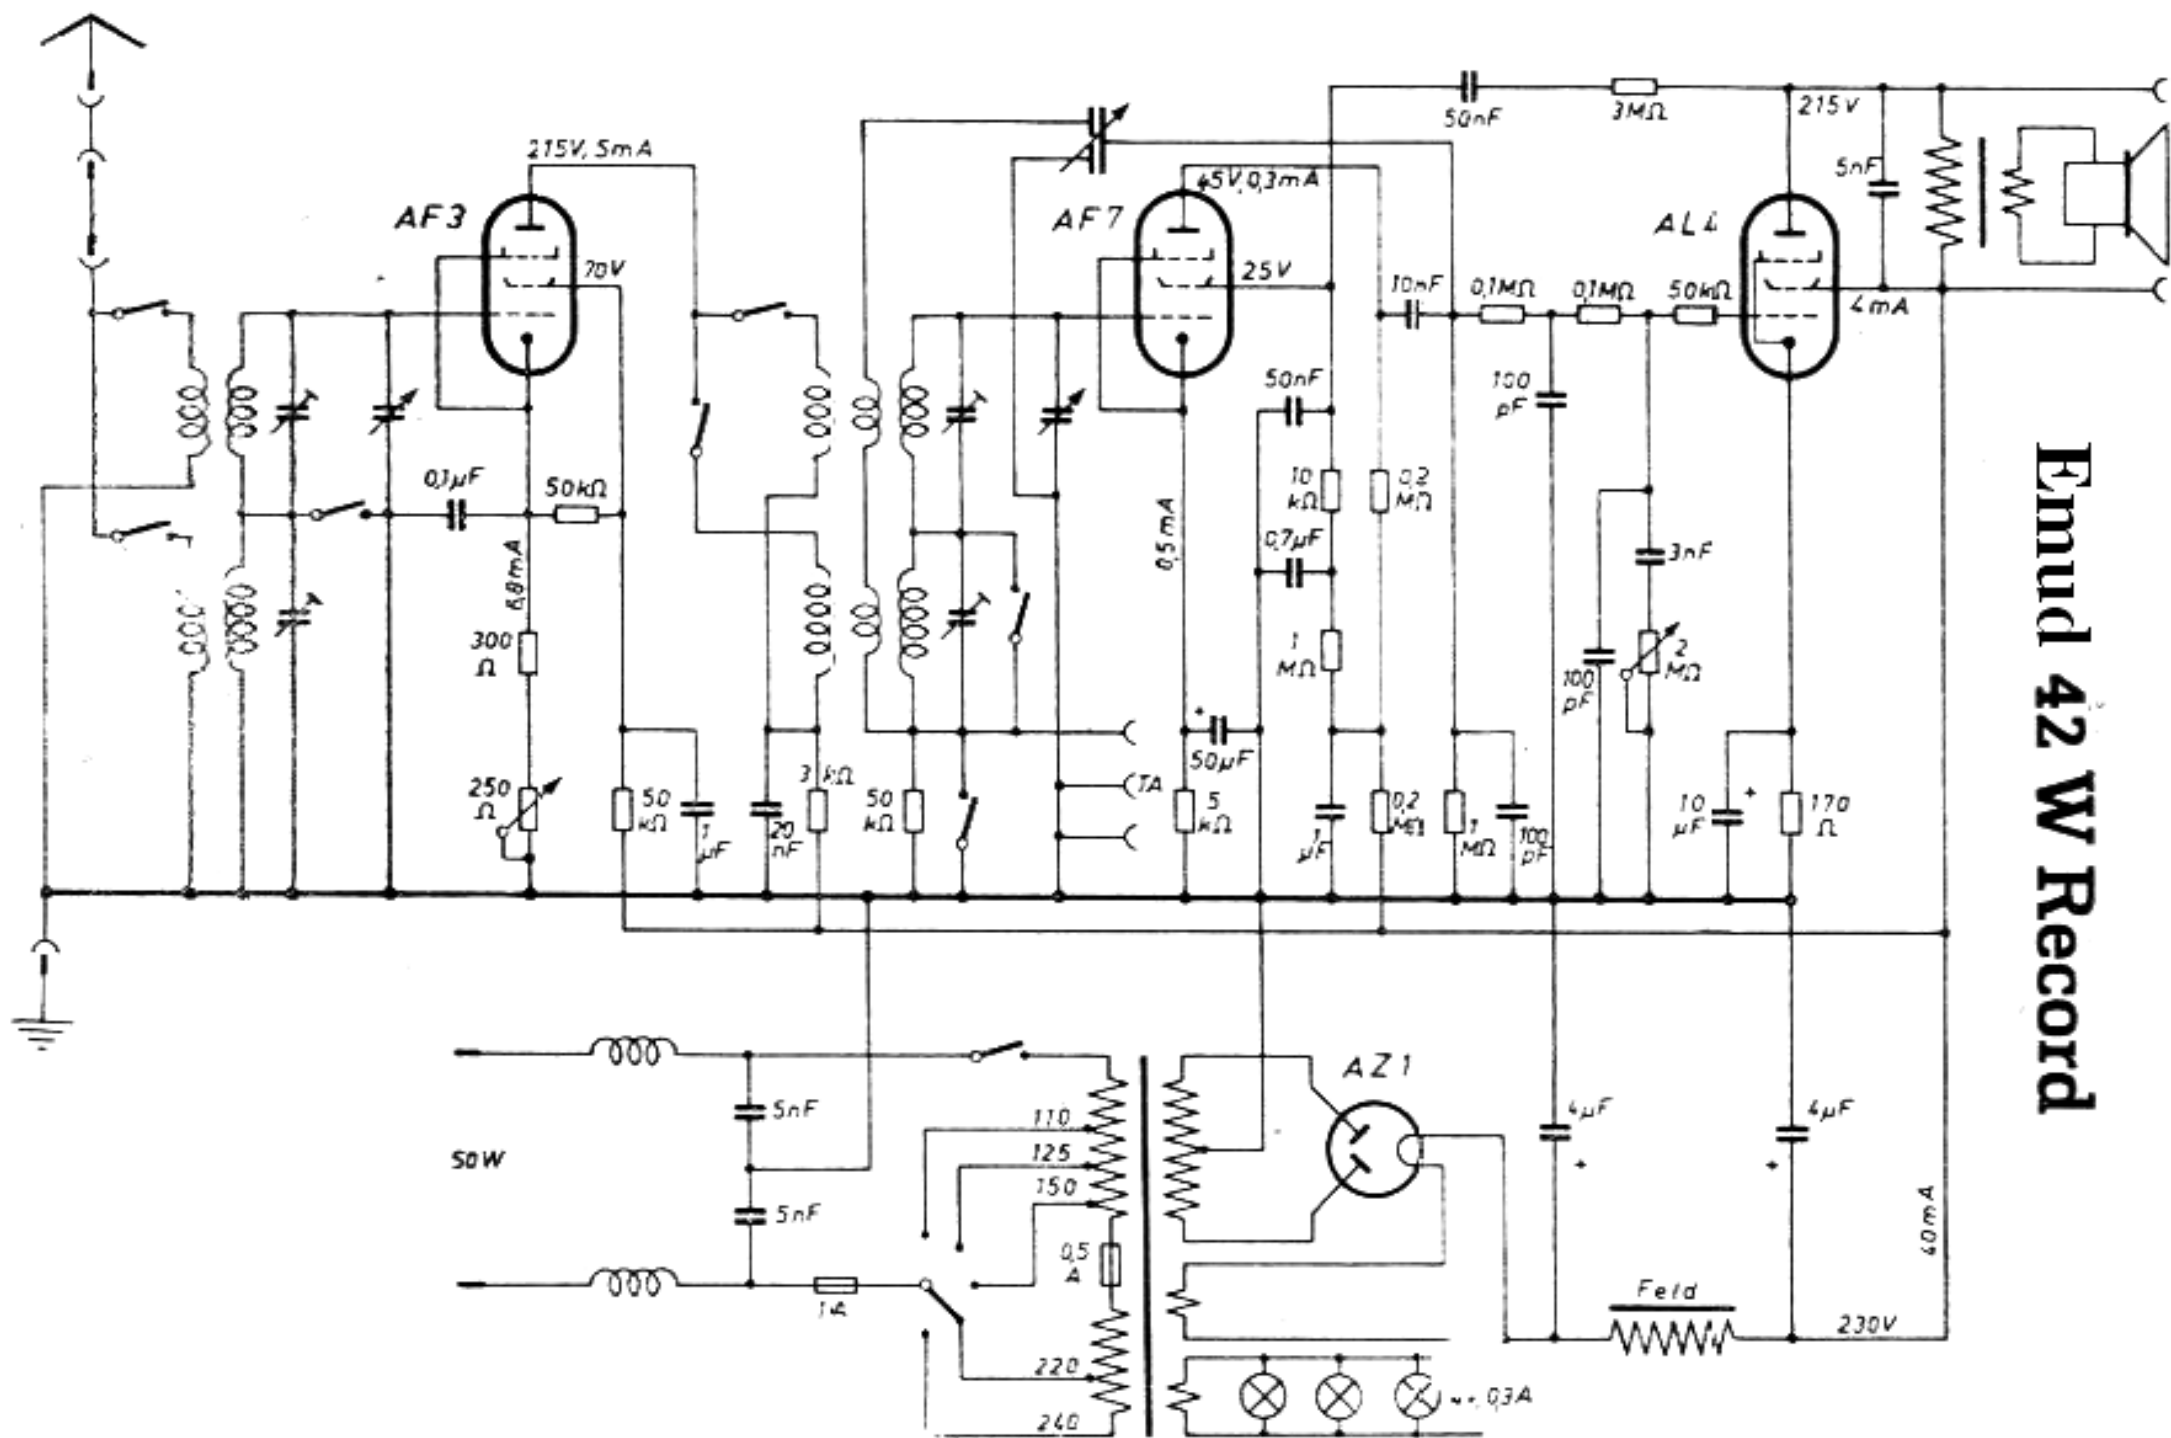 50nF
3MΩ
215V
215V, 5mA
5nF
45V, 0,3mA
AF3
AF7
AL4
70V
25V
10nF
0,1MΩ
0,1MΩ
50kΩ
4mA
50nF
100
pF
0,1µF
50kΩ
10
kΩ
0,2
MΩ
0,5mA
0,7µF
3nF
300
Ω
1
MΩ
2
MΩ
100
pF
50µF
250
Ω
50
kΩ
1
µF
20
nF
3kΩ
50
kΩ
TA
5
kΩ
1
µF
0,2
MΩ
1
MΩ
100
pF
10
µF
170
Ω
Emud 42 W Record
AZ1
5nF
110
4µF
4µF
50W
125
150
5nF
40mA
0,5
A
1A
Feld
230V
220
0,3A
240